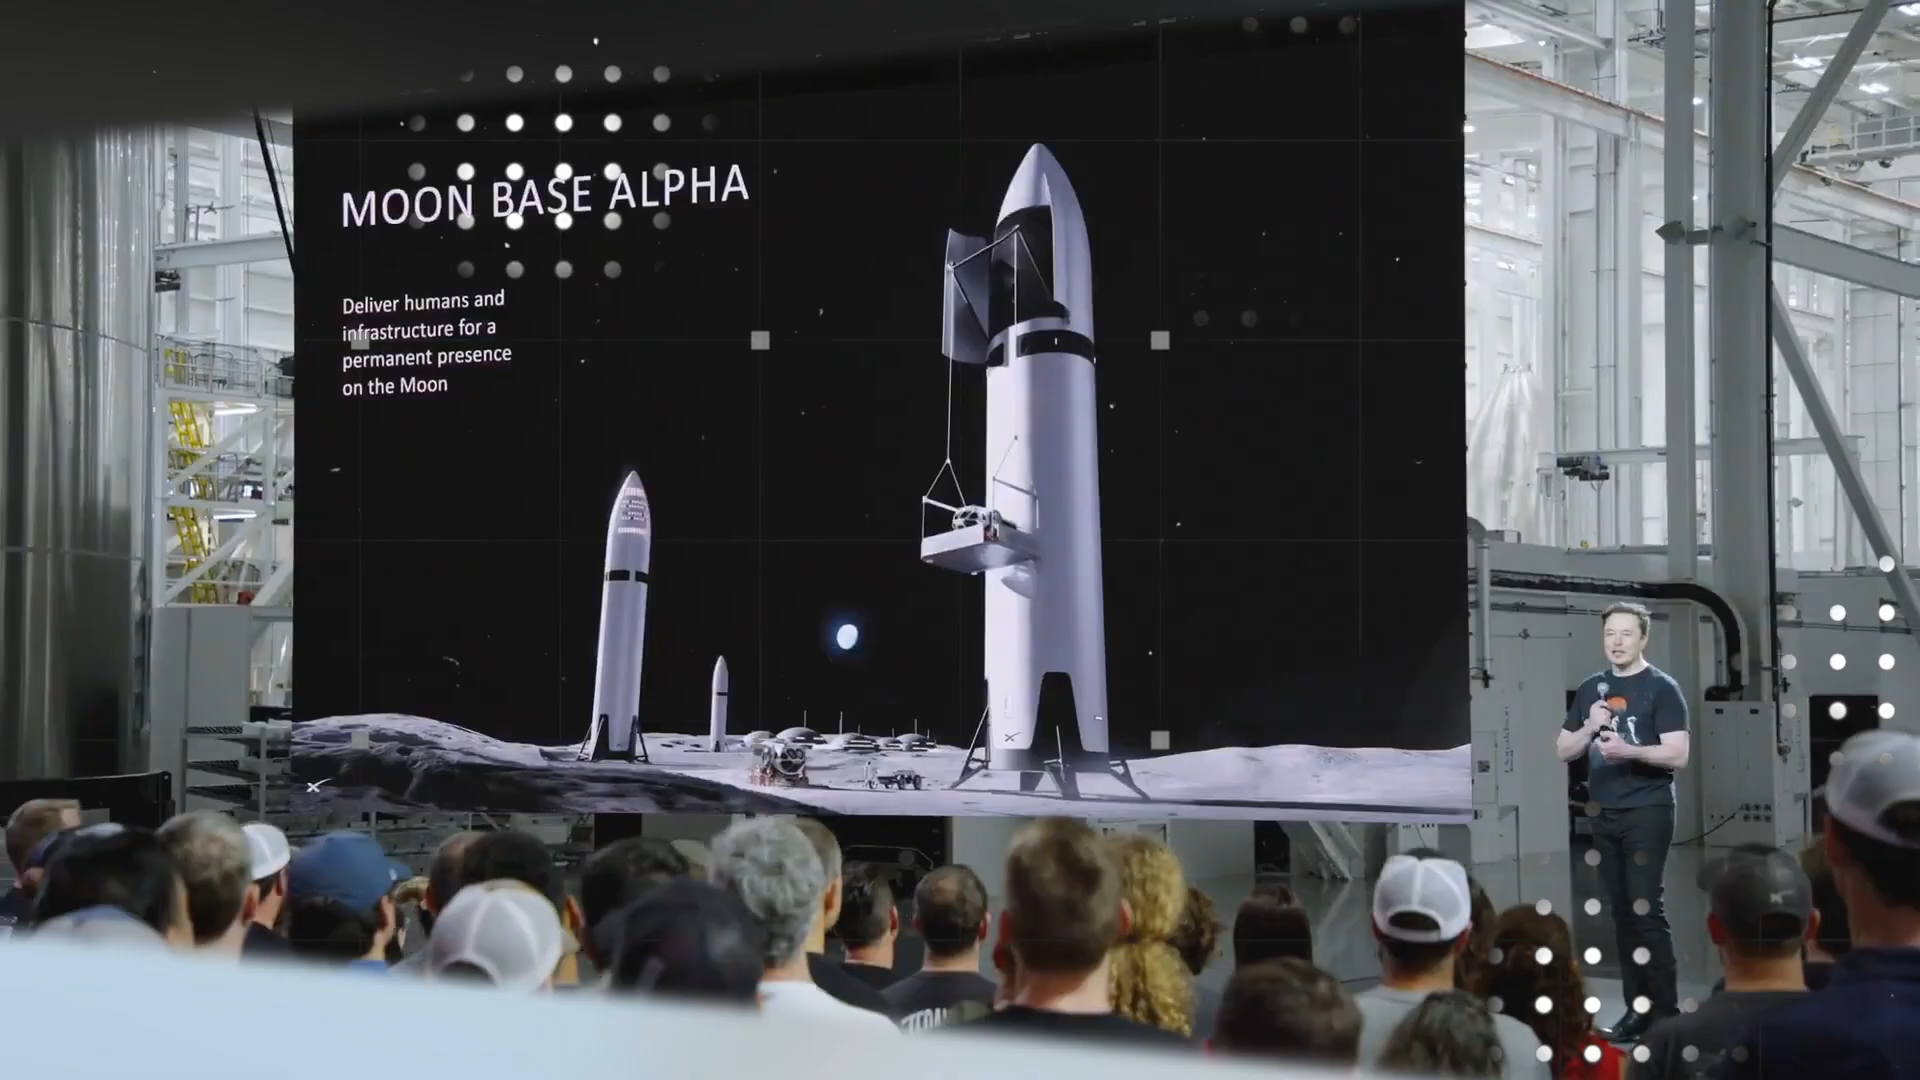 MOON BASE ALPHA
Deliver humans and
infrastructure for a
permanent presence
on the Moon